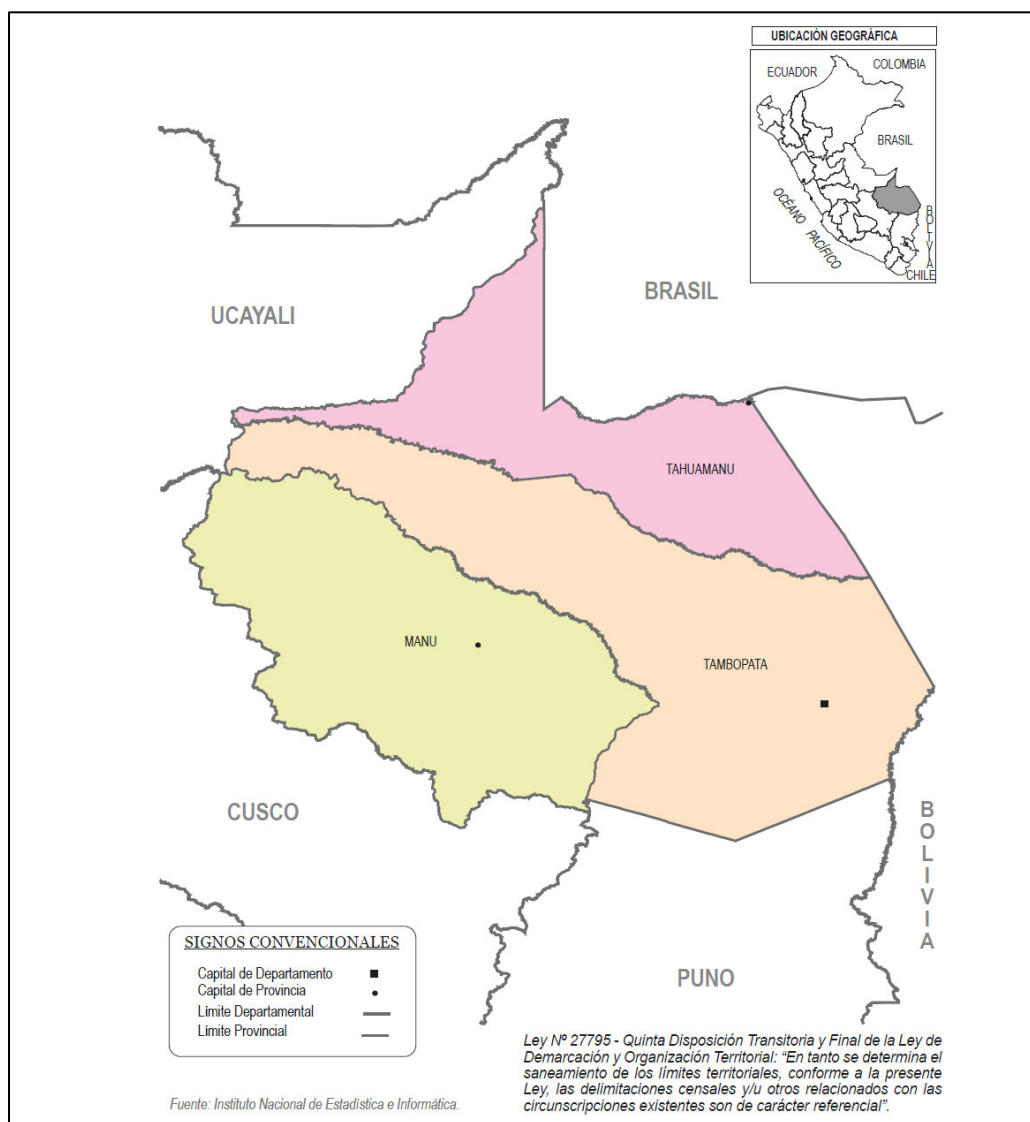 UBICACIÓN GEOGRÁFICA
ECUADOR
COLOMBIA
BRASIL
OCÉANO PACÍFICO
BOLIVIA
CHILE
UCAYALI
BRASIL
TAHUAMANU
MANU
TAMBOPATA
CUSCO
BOLIVIA
PUNO
SIGNOS CONVENCIONALES
Capital de Departamento
Capital de Provincia
Límite Departamental
Límite Provincial
Ley Nº 27795 - Quinta Disposición Transitoria y Final de la Ley de
Demarcación y Organización Territorial: “En tanto se determina el
saneamiento de los límites territoriales, conforme a la presente
Ley, las delimitaciones censales y/u otros relacionados con las
circunscripciones existentes son de carácter referencial”.
Fuente: Instituto Nacional de Estadística e Informática.